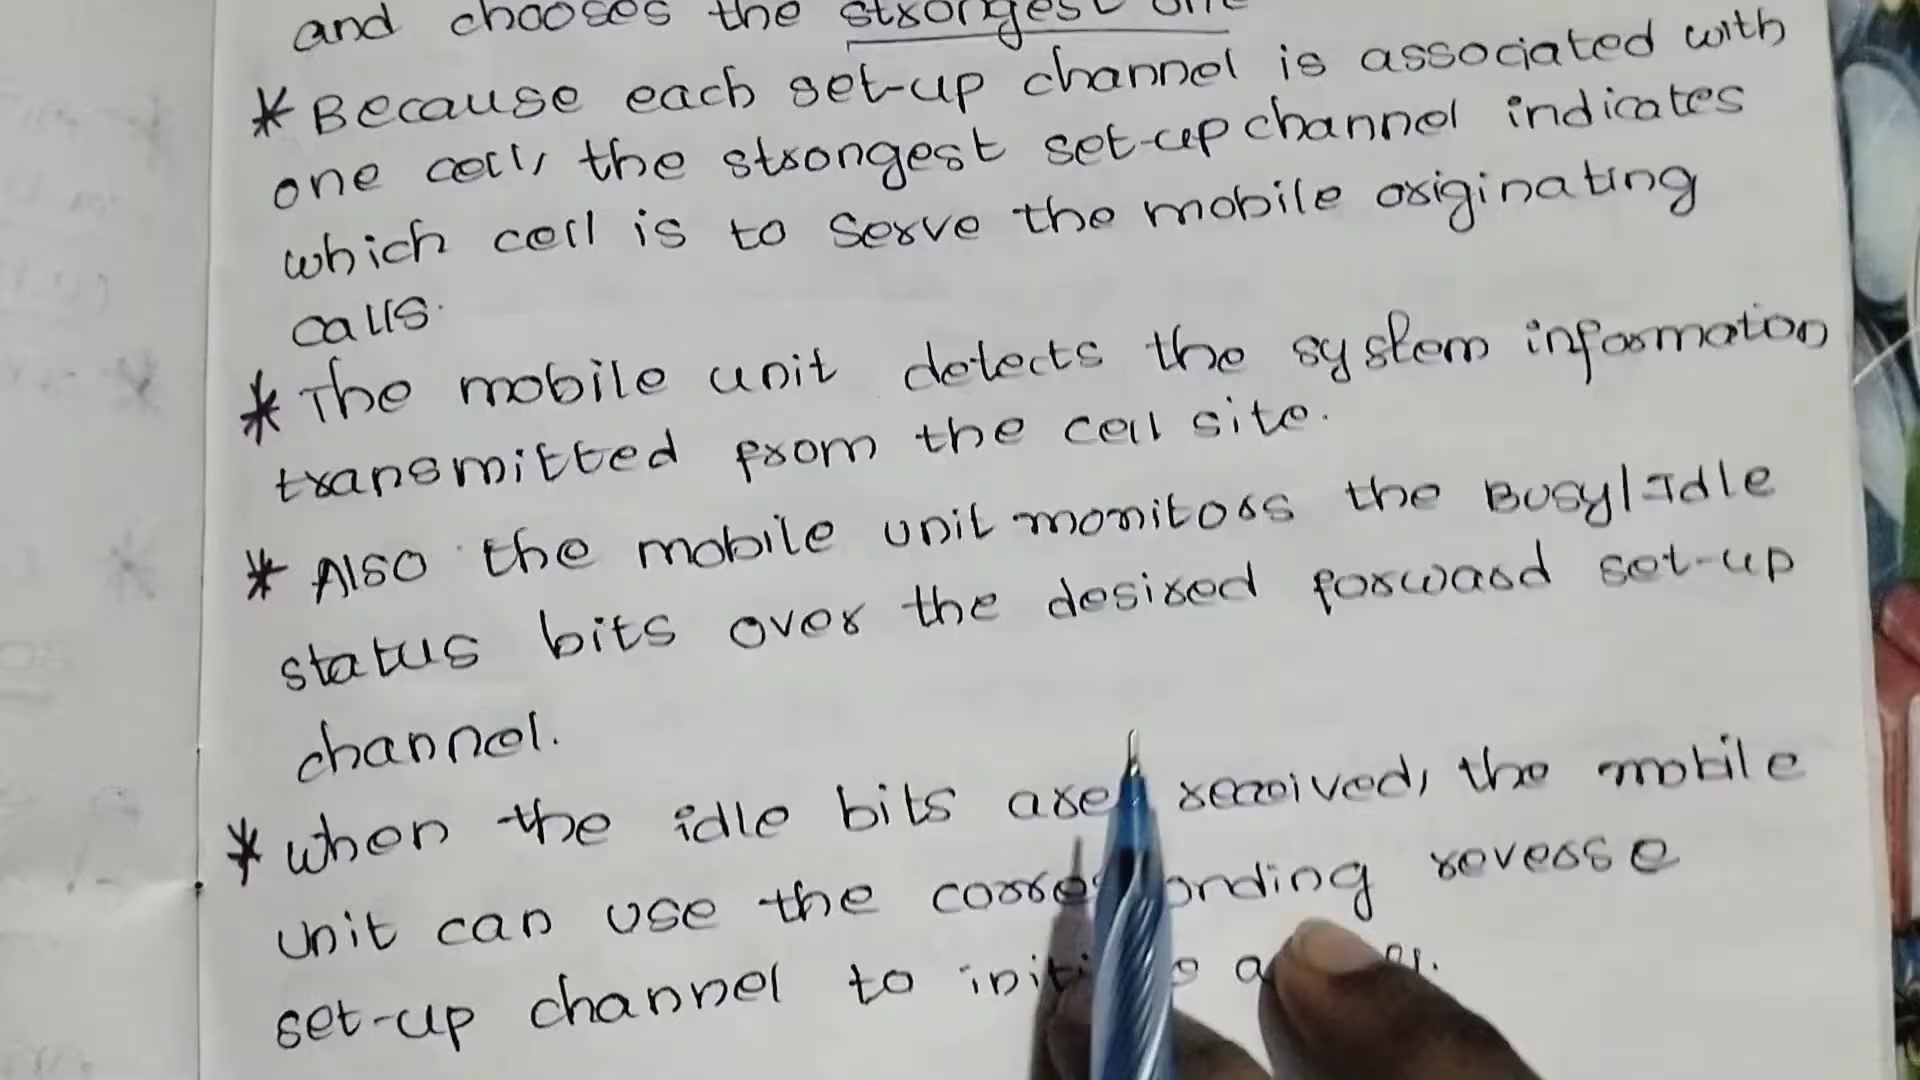 and chooses the strongest one
* Because each set-up channel is associated with
one cell, the strongest set-up channel indicates
which cell is to serve the mobile originating
calls.
* The mobile unit detects the system information
transmitted from the cell site.
* Also the mobile unit monitors the Busy/Idle
status bits over the desired forward set-up
channel.
* when the idle bits are received, the mobile
unit can use the reverse
set-up channel to a